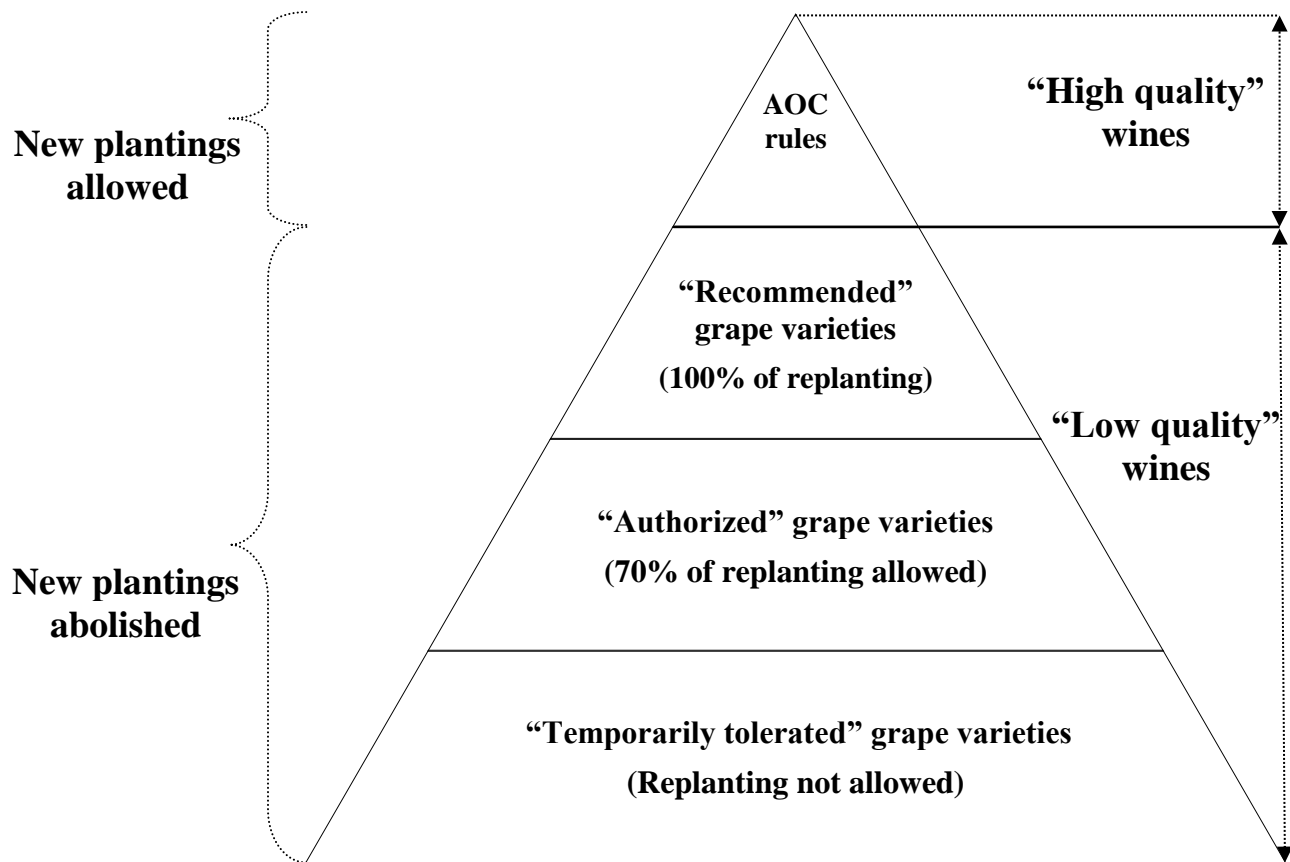 AOC
rules
“High quality”
wines
New plantings
allowed
“Recommended”
grape varieties
(100% of replanting)
“Low quality”
wines
“Authorized” grape varieties
(70% of replanting allowed)
New plantings
abolished
“Temporarily tolerated” grape varieties
(Replanting not allowed)